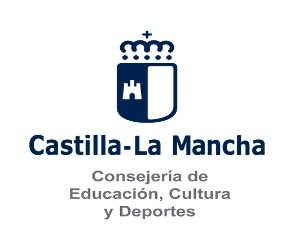 Castilla-La Mancha
Consejería de
Educación, Cultura
y Deportes